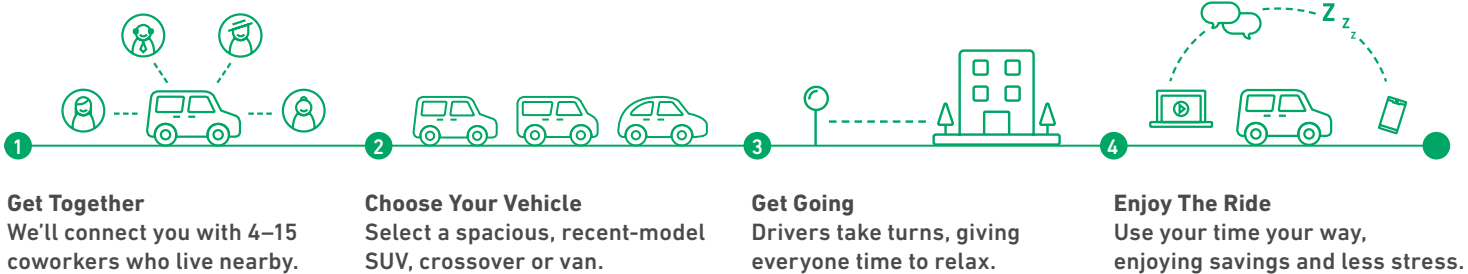 Z z z
1
2
3
4
Get Together
We’ll connect you with 4–15
coworkers who live nearby.
Choose Your Vehicle
Select a spacious, recent-model
SUV, crossover or van.
Get Going
Drivers take turns, giving
everyone time to relax.
Enjoy The Ride
Use your time your way,
enjoying savings and less stress.